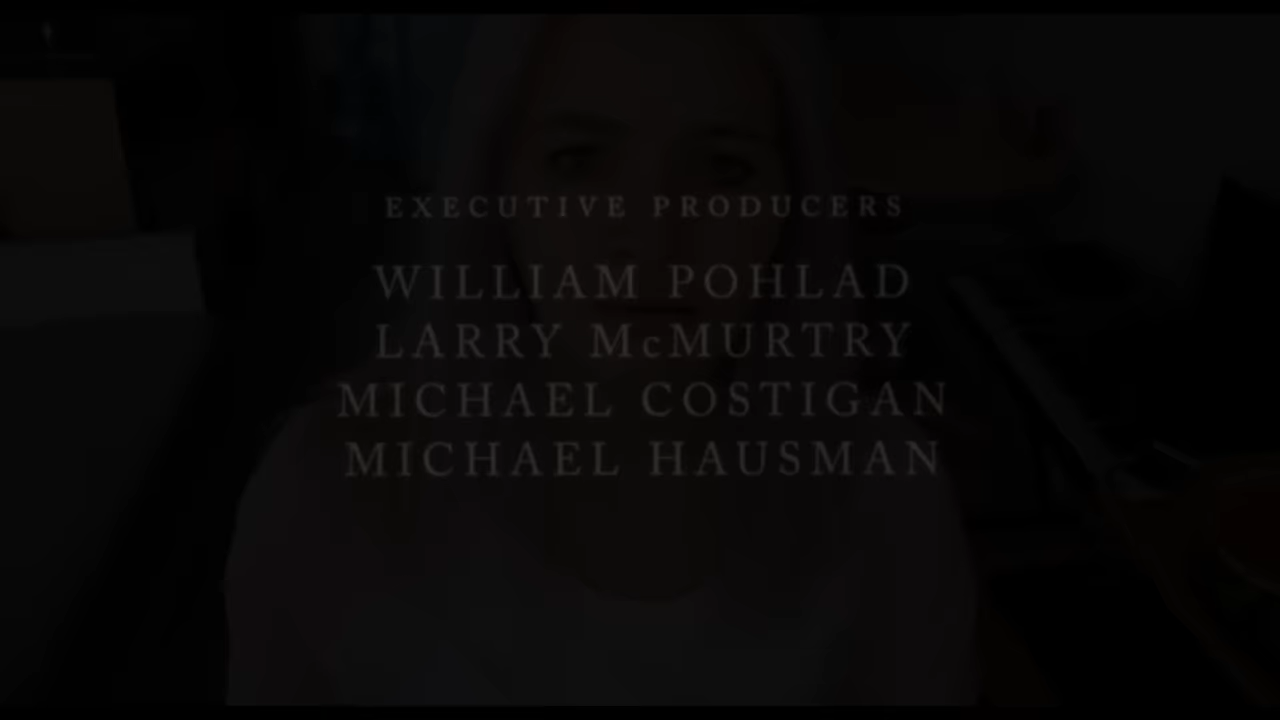 EXECUTIVE PRODUCERS
WILLIAM POHLAD
LARRY McMURTRY
MICHAEL COSTIGAN
MICHAEL HAUSMAN